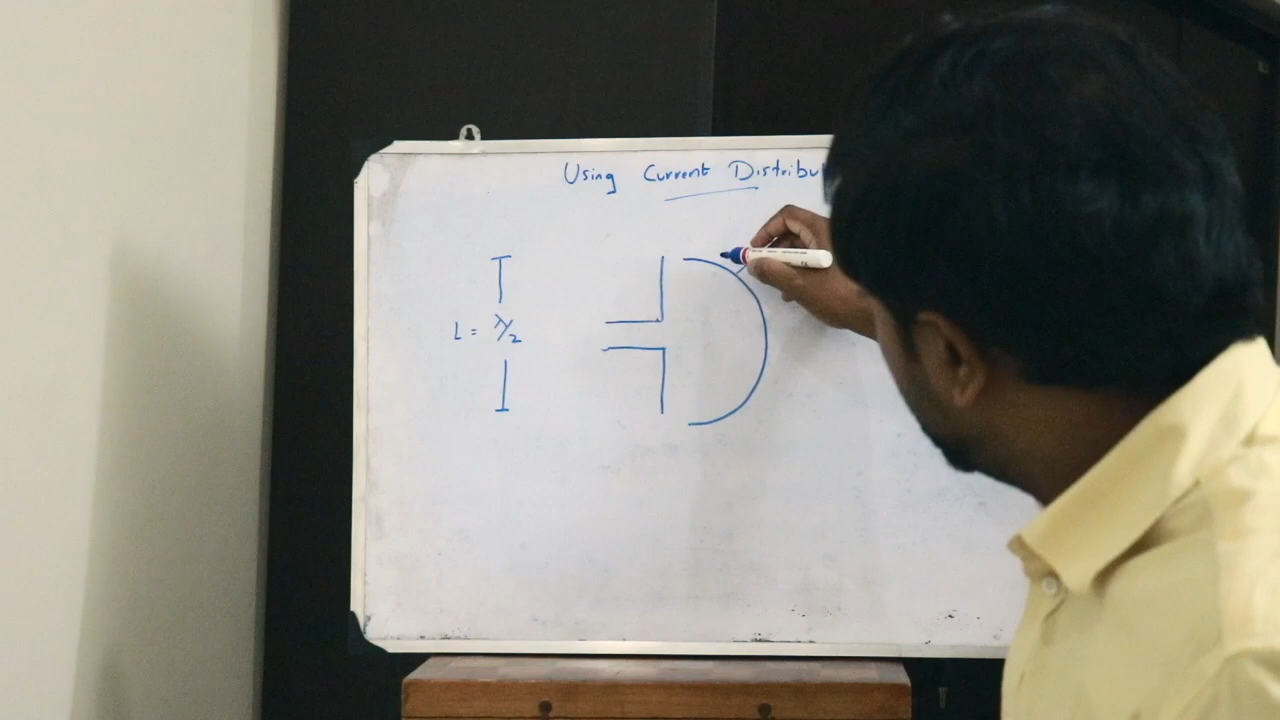 Using Current Distribu
L = λ/2